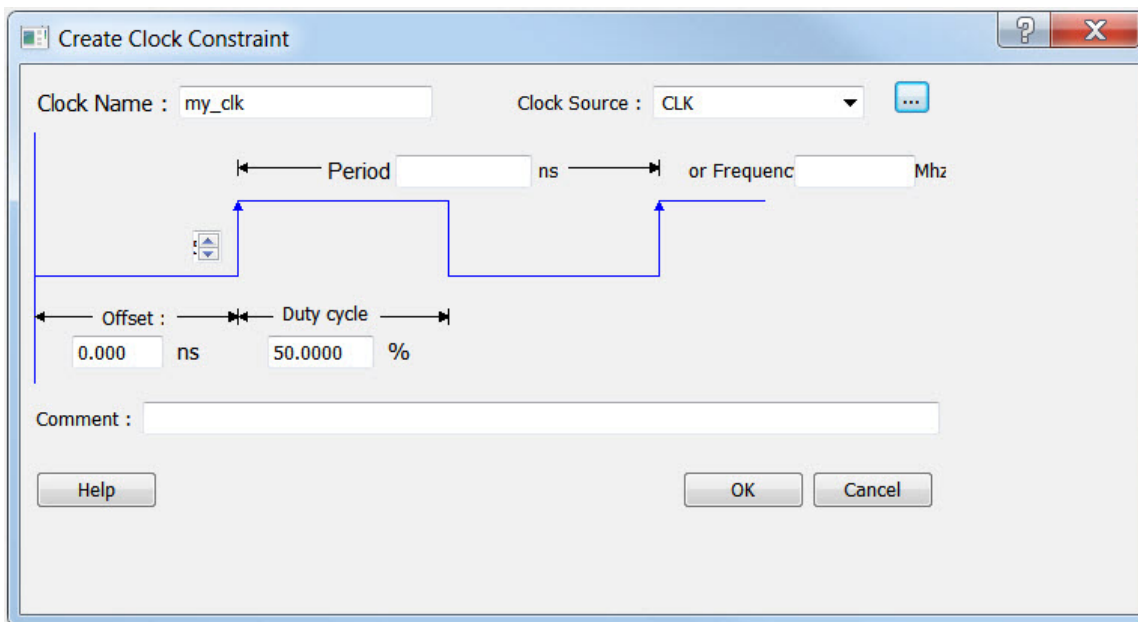 Create Clock Constraint
Clock Name : my_clk
Clock Source : CLK
...
Period ns
or Frequenc Mhz
Offset :
Duty cycle
0.000 ns
50.0000 %
Comment :
Help
OK
Cancel